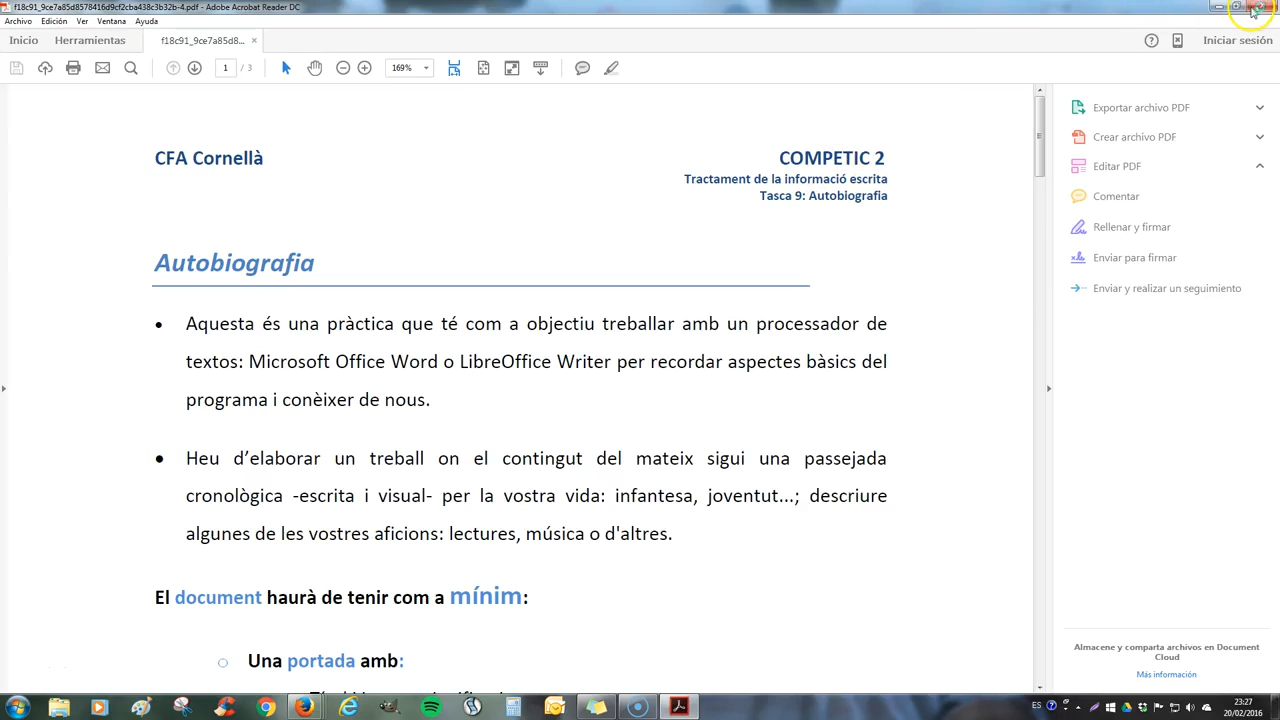 f18c91_9ce7a85d8578416d9cf2cba438c3b32b-4.pdf - Adobe Acrobat Reader DC
Archivo Edición Ver Ventana Ayuda
Inicio Herramientas f18c91_9ce7a85d8... × Iniciar sesión
1 / 3 169%
Exportar archivo PDF
Crear archivo PDF
Editar PDF
Comentar
Rellenar y firmar
Enviar para firmar
Enviar y realizar un seguimiento
CFA Cornellà COMPETIC 2
Tractament de la informació escrita
Tasca 9: Autobiografia
Autobiografia
• Aquesta és una pràctica que té com a objectiu treballar amb un processador de
textos: Microsoft Office Word o LibreOffice Writer per recordar aspectes bàsics del
programa i conèixer de nous.
• Heu d’elaborar un treball on el contingut del mateix sigui una passejada
cronològica -escrita i visual- per la vostra vida: infantesa, joventut...; descriure
algunes de les vostres aficions: lectures, música o d'altres.
El document haurà de tenir com a mínim:
○ Una portada amb:
Almacene y comparta archivos en Document
Cloud
Más información
ES 23:27
20/02/2016